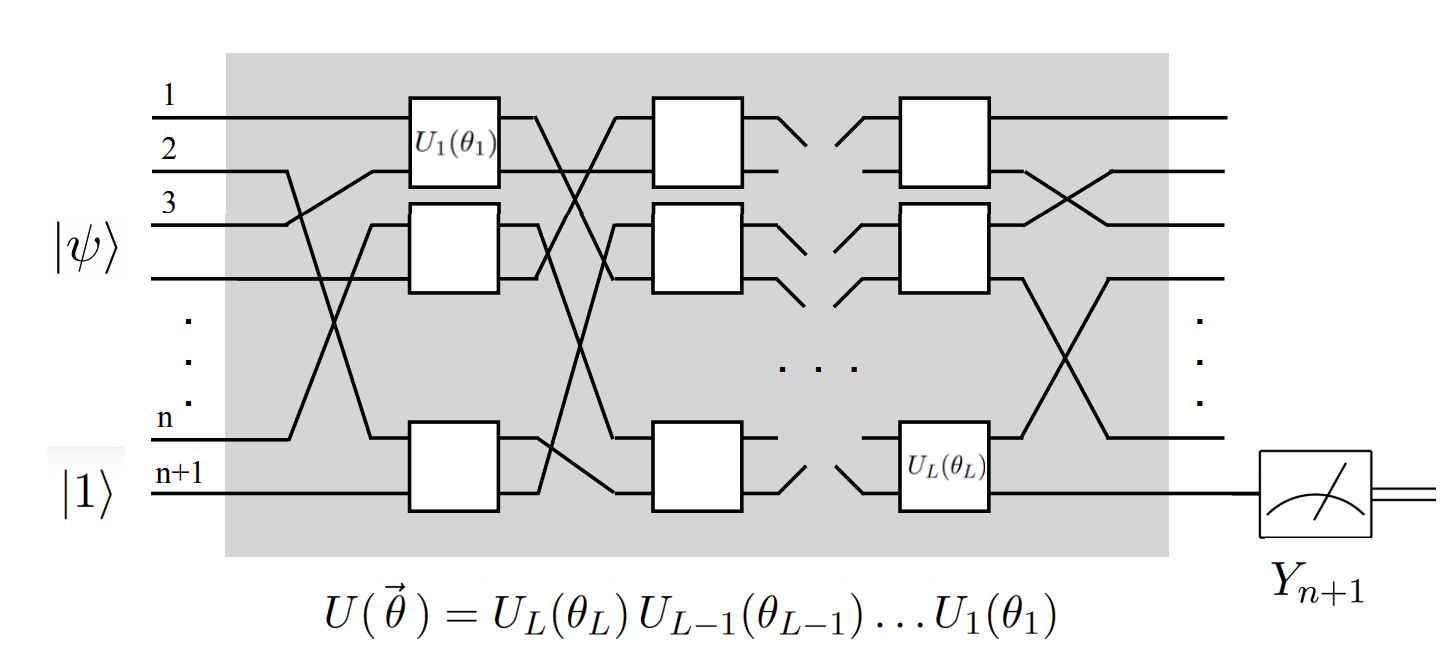 1
2
3
|ψ⟩
.
.
.
n
|1⟩
n+1
U₁(θ₁)
. . .
U_L(θ_L)
.
.
.
Y_{n+1}
U(θ⃗) = U_L(θ_L) U_{L−1}(θ_{L−1}) … U₁(θ₁)